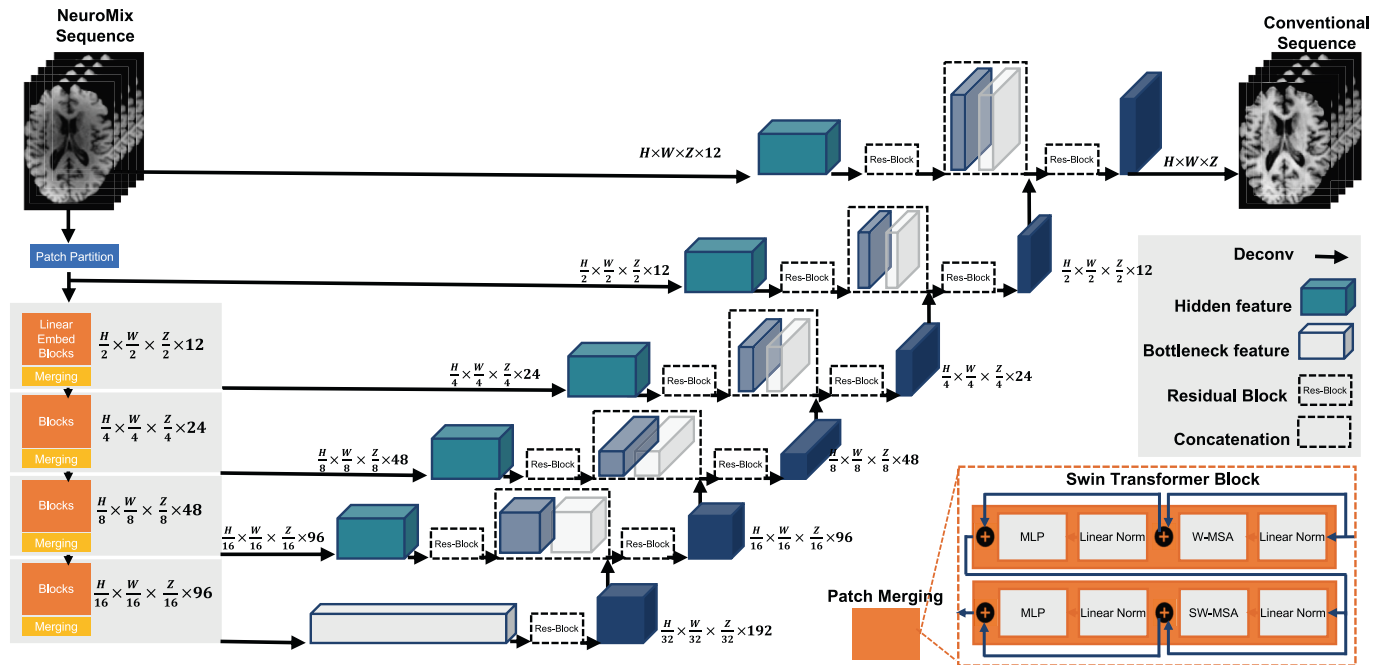 NeuroMix
Sequence
Conventional
Sequence
H×W×Z×12
Res-Block
Res-Block
H×W×Z
Patch Partition
H/2 × W/2 × Z/2 ×12
Res-Block
Res-Block
H/2 × W/2 × Z/2 ×12
Linear
Embed
Blocks
Merging
H/2 × W/2 × Z/2 ×12
H/4 × W/4 × Z/4 ×24
Res-Block
Res-Block
H/4 × W/4 × Z/4 ×24
Blocks
Merging
H/4 × W/4 × Z/4 ×24
H/8 × W/8 × Z/8 ×48
Res-Block
Res-Block
H/8 × W/8 × Z/8 ×48
Blocks
Merging
H/8 × W/8 × Z/8 ×48
H/16 × W/16 × Z/16 ×96
Res-Block
Res-Block
H/16 × W/16 × Z/16 ×96
Blocks
Merging
H/16 × W/16 × Z/16 ×96
Res-Block
H/32 × W/32 × Z/32 ×192
Deconv
Hidden feature
Bottleneck feature
Residual Block
Res-Block
Concatenation
Patch Merging
Swin Transformer Block
+ MLP Linear Norm + W-MSA Linear Norm
+ MLP Linear Norm + SW-MSA Linear Norm